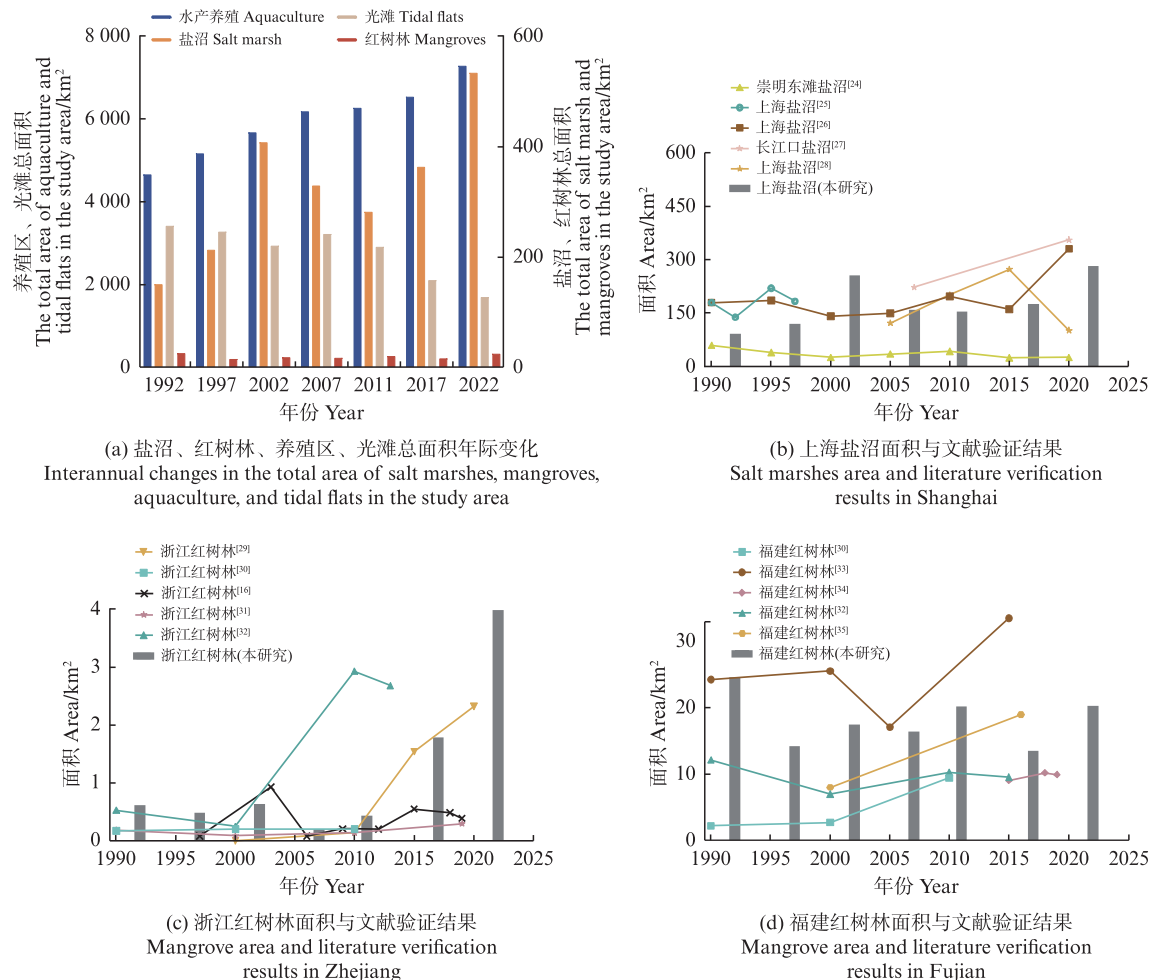 水产养殖 Aquaculture
光滩 Tidal flats
盐沼 Salt marsh
红树林 Mangroves
养殖区、光滩总面积
The total area of aquaculture and
tidal flats in the study area/km²
8 000
6 000
4 000
2 000
0
600
400
200
0
盐沼、红树林总面积
The total area of salt marsh and
mangroves in the study area/km²
1992 1997 2002 2007 2011 2017 2022
年份 Year
(a) 盐沼、红树林、养殖区、光滩总面积年际变化
Interannual changes in the total area of salt marshes, mangroves,
aquaculture, and tidal flats in the study area
崇明东滩盐沼[24]
上海盐沼[25]
上海盐沼[26]
长江口盐沼[27]
上海盐沼[28]
上海盐沼(本研究)
面积 Area/km²
600
450
300
150
0
1990 1995 2000 2005 2010 2015 2020 2025
年份 Year
(b) 上海盐沼面积与文献验证结果
Salt marshes area and literature verification
results in Shanghai
浙江红树林[29]
浙江红树林[30]
浙江红树林[16]
浙江红树林[31]
浙江红树林[32]
浙江红树林(本研究)
面积 Area/km²
4
3
2
1
0
1990 1995 2000 2005 2010 2015 2020 2025
年份 Year
(c) 浙江红树林面积与文献验证结果
Mangrove area and literature verification
results in Zhejiang
福建红树林[30]
福建红树林[33]
福建红树林[34]
福建红树林[32]
福建红树林[35]
福建红树林(本研究)
面积 Area/km²
30
20
10
0
1990 1995 2000 2005 2010 2015 2020 2025
年份 Year
(d) 福建红树林面积与文献验证结果
Mangrove area and literature verification
results in Fujian